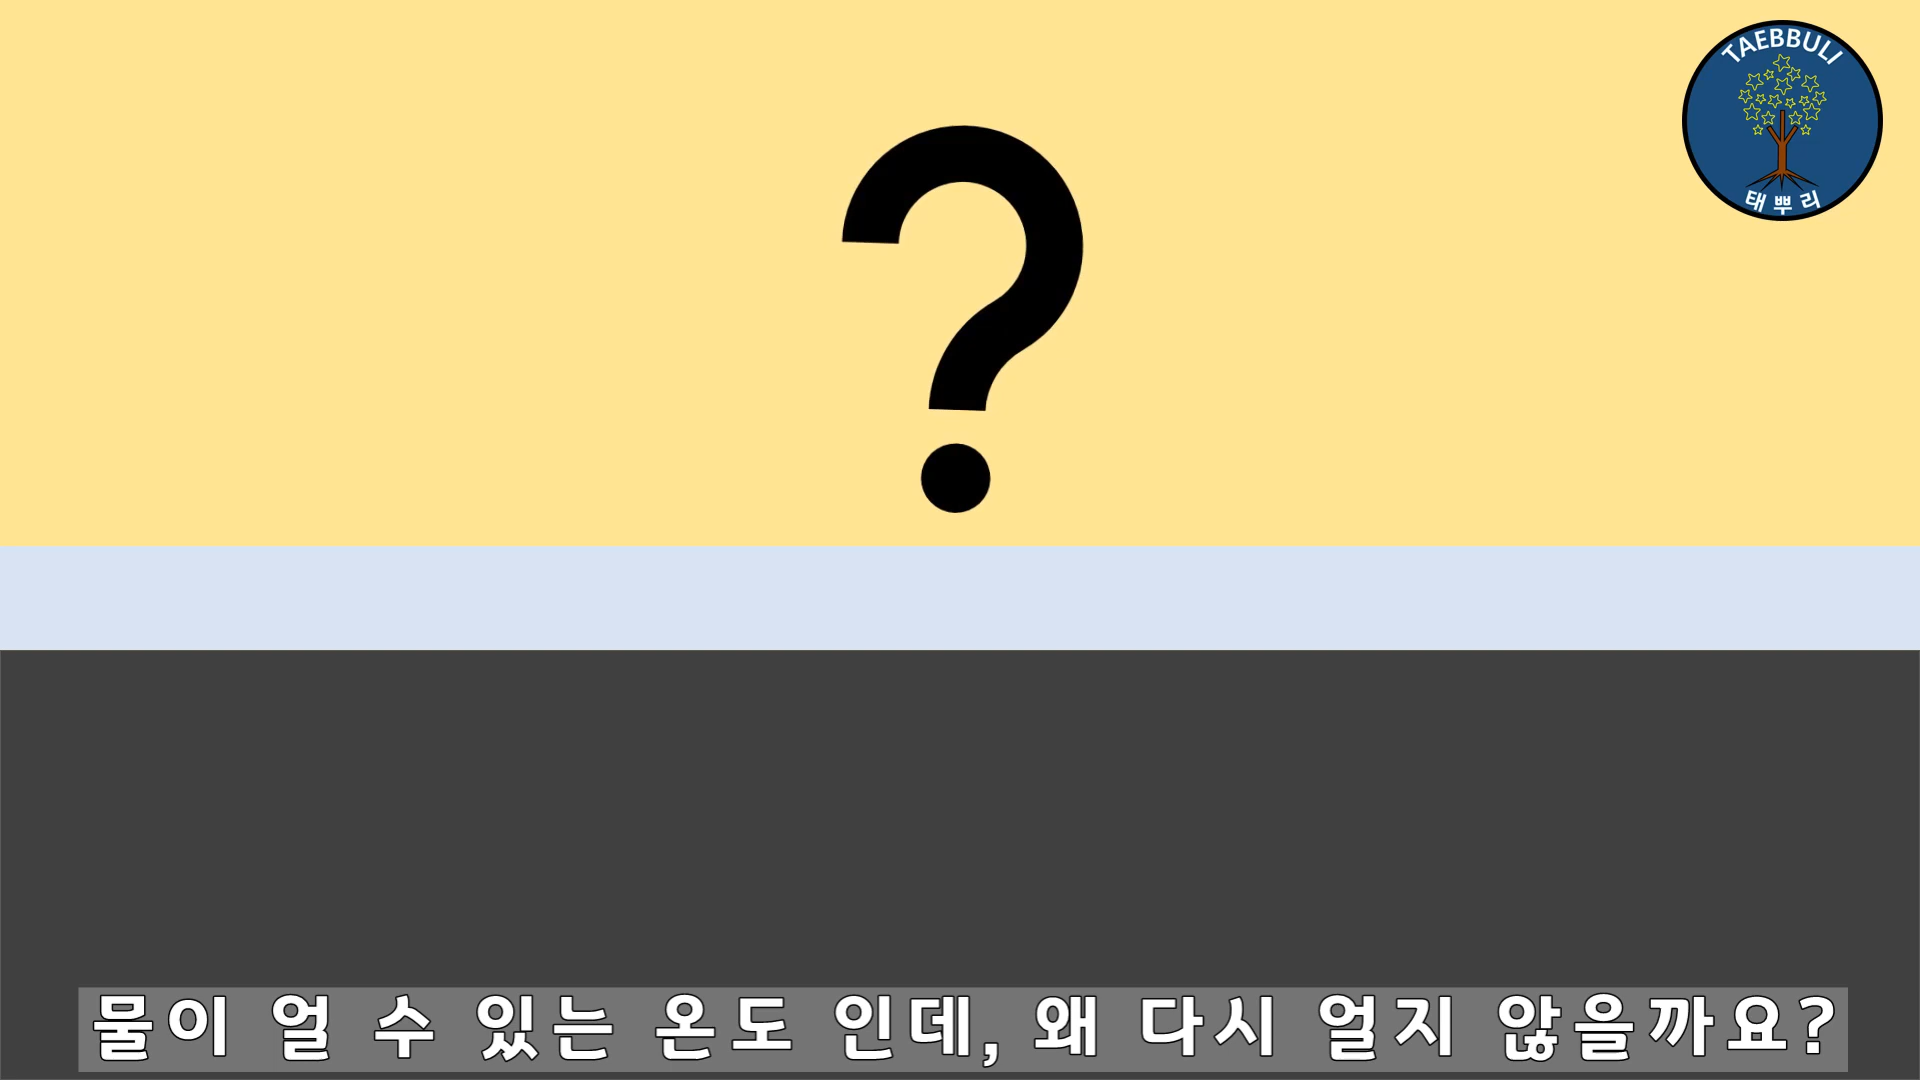 TAEBBULI
태뿌리
?
물이 얼 수 있는 온도 인데, 왜 다시 얼지 않을까요?